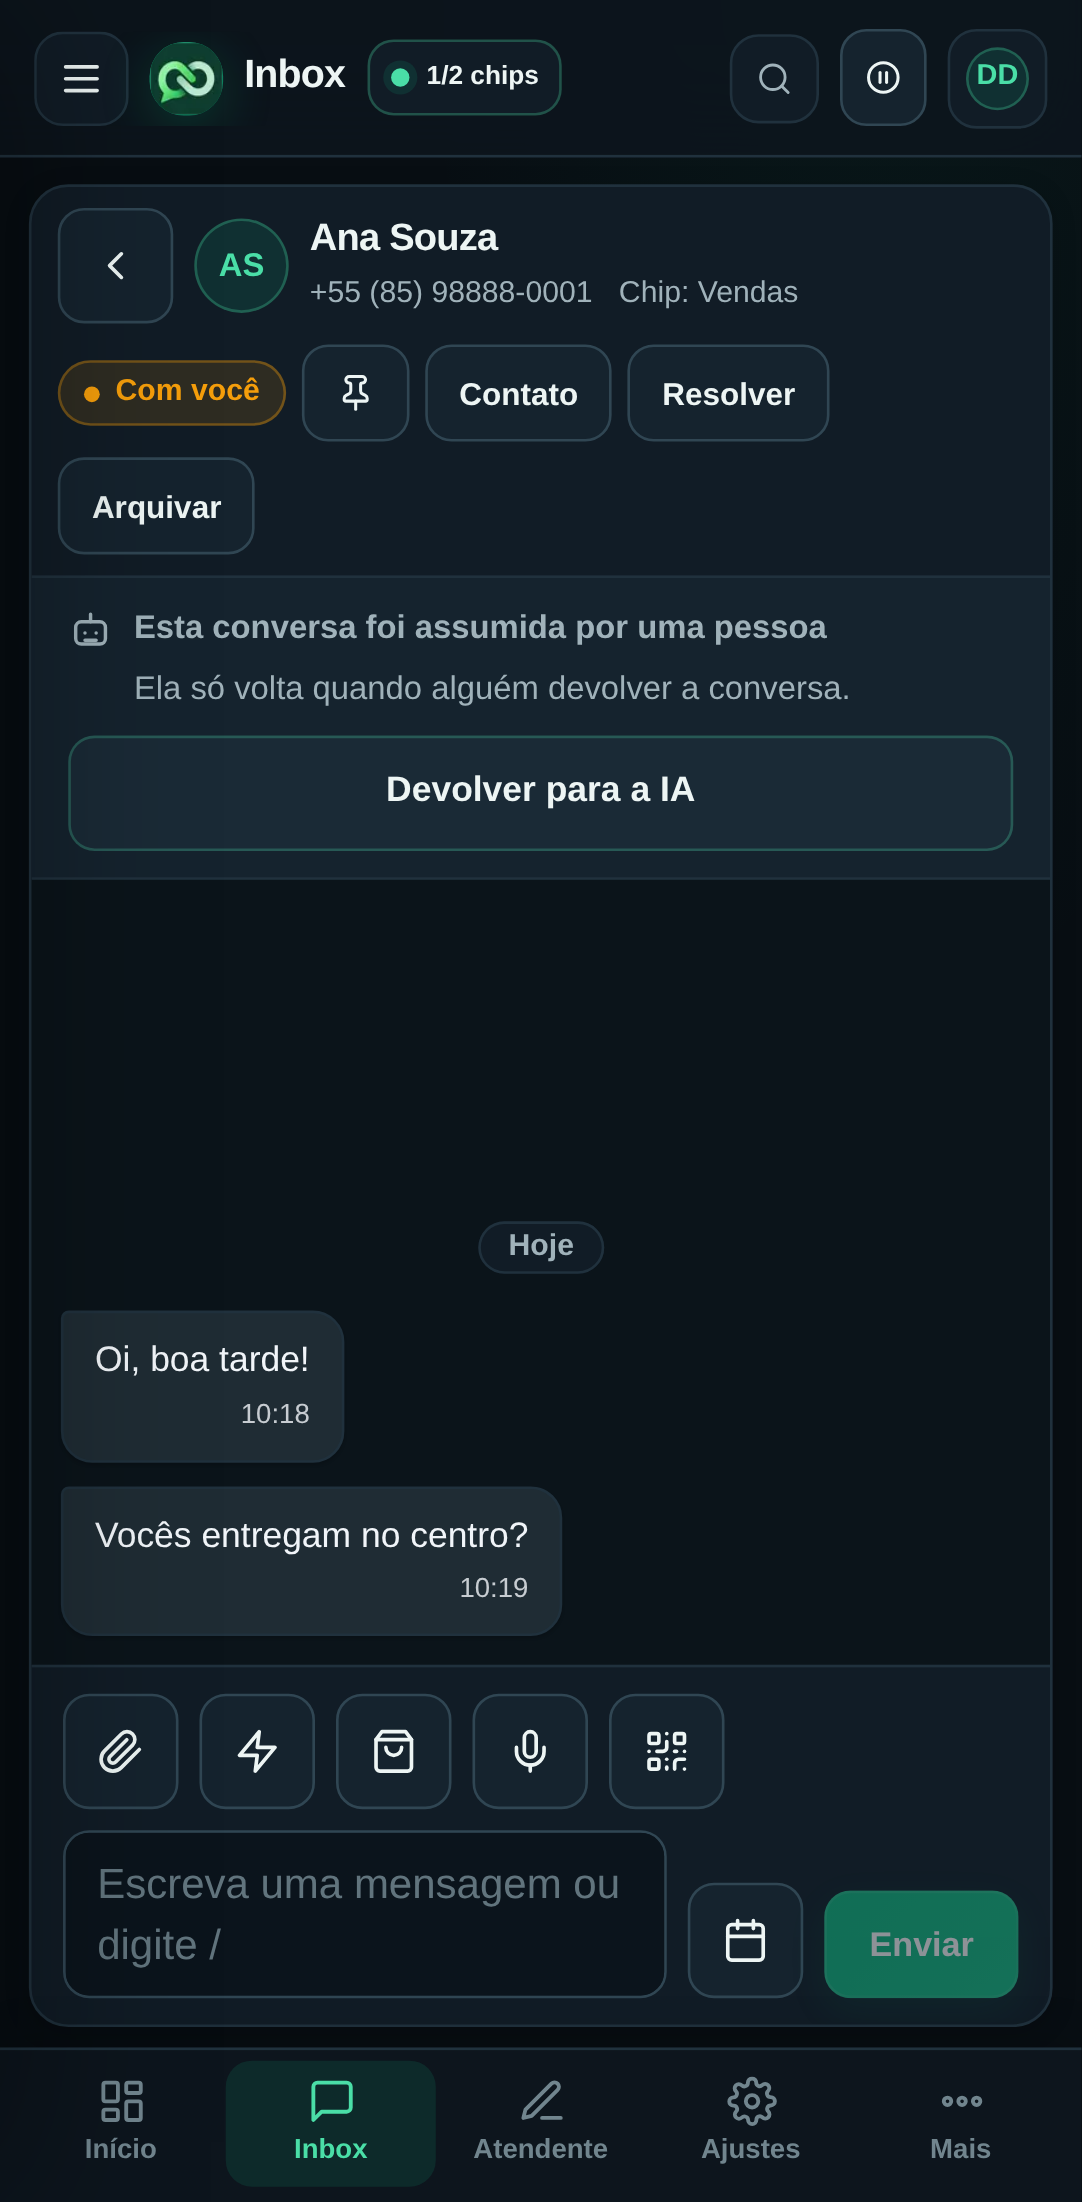 Inbox
1/2 chips
DD
AS
Ana Souza
+55 (85) 98888-0001 Chip: Vendas
Com você
Contato
Resolver
Arquivar
Esta conversa foi assumida por uma pessoa
Ela só volta quando alguém devolver a conversa.
Devolver para a IA
Hoje
Oi, boa tarde!
10:18
Vocês entregam no centro?
10:19
Escreva uma mensagem ou
digite /
Enviar
Início
Inbox
Atendente
Ajustes
Mais